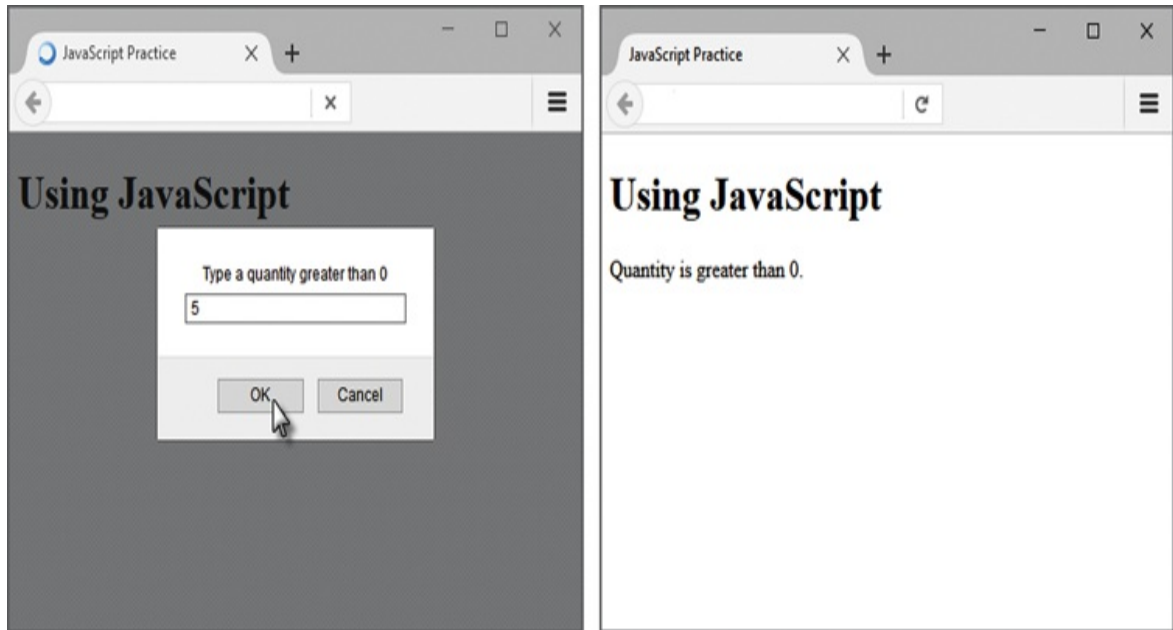 JavaScript Practice
Using JavaScript
Type a quantity greater than 0
5
OK
Cancel
JavaScript Practice
Using JavaScript
Quantity is greater than 0.